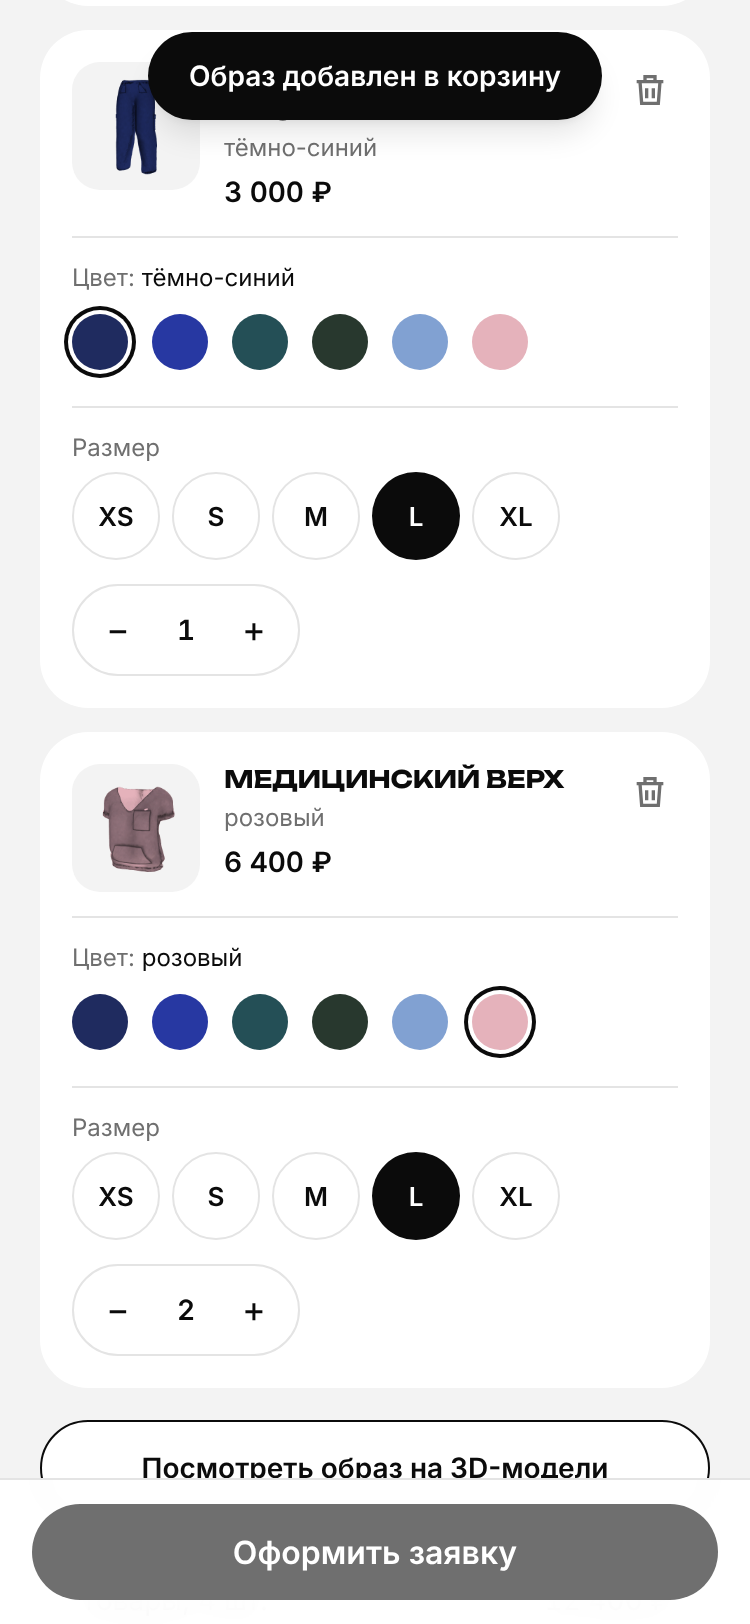 Образ добавлен в корзину
тёмно-синий
3 000 ₽
Цвет: тёмно-синий
Размер
XS S M L XL
− 1 +
МЕДИЦИНСКИЙ ВЕРХ
розовый
6 400 ₽
Цвет: розовый
Размер
XS S M L XL
− 2 +
Посмотреть образ на 3D-модели
Оформить заявку